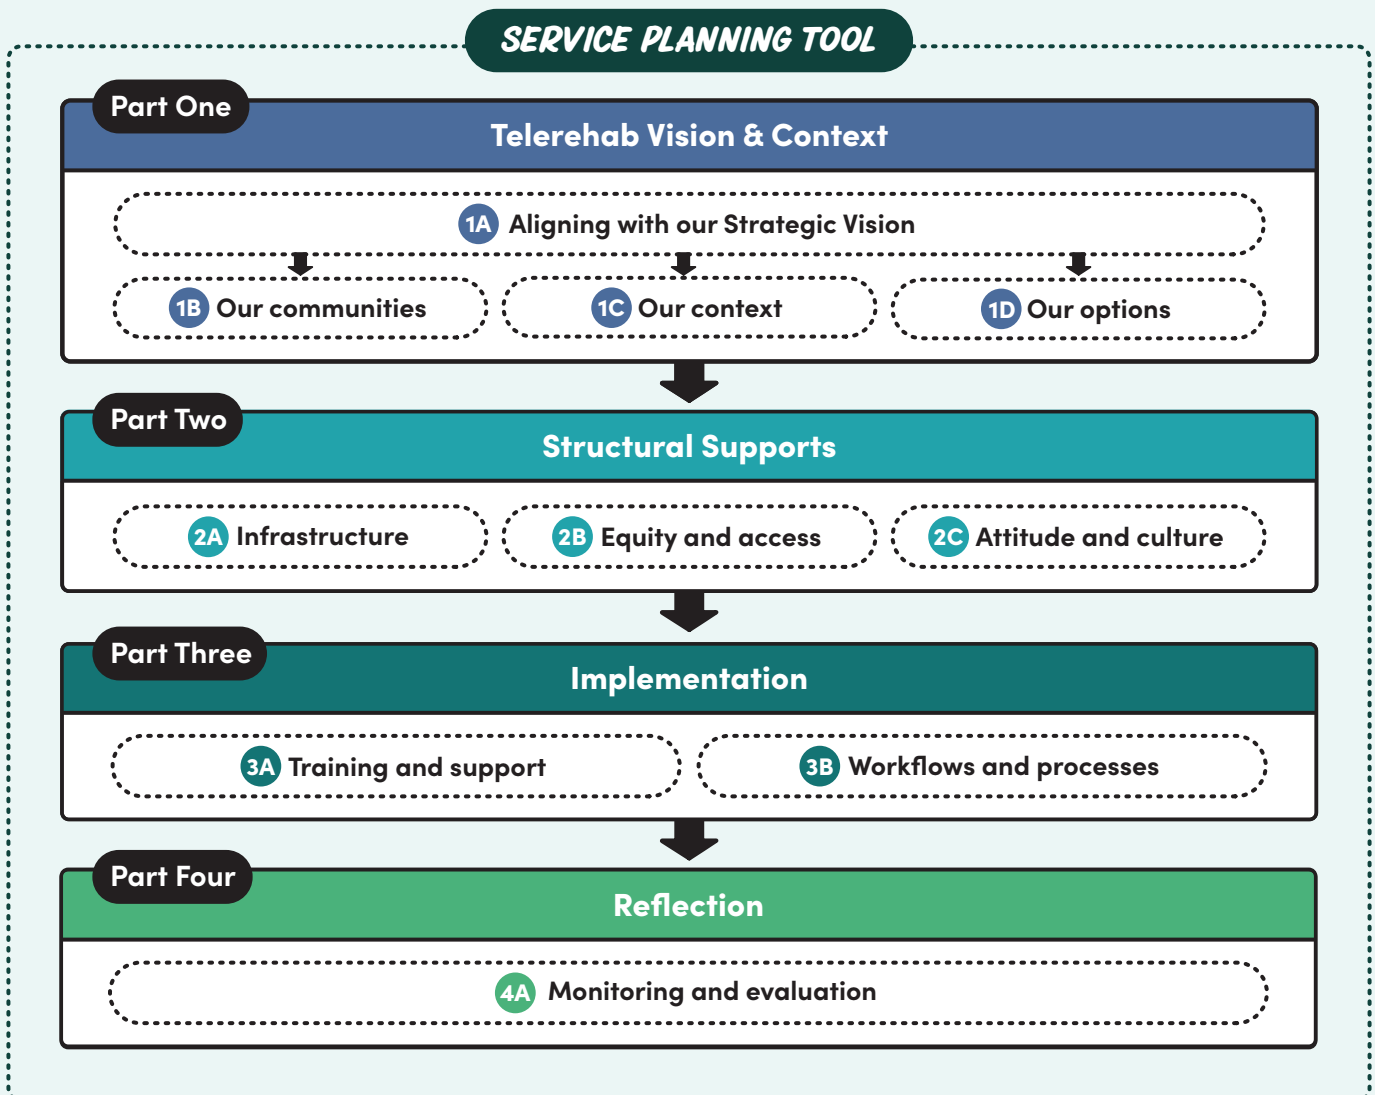 SERVICE PLANNING TOOL
Part One
Telerehab Vision & Context
1A Aligning with our Strategic Vision
1B Our communities
1C Our context
1D Our options
Part Two
Structural Supports
2A Infrastructure
2B Equity and access
2C Attitude and culture
Part Three
Implementation
3A Training and support
3B Workflows and processes
Part Four
Reflection
4A Monitoring and evaluation